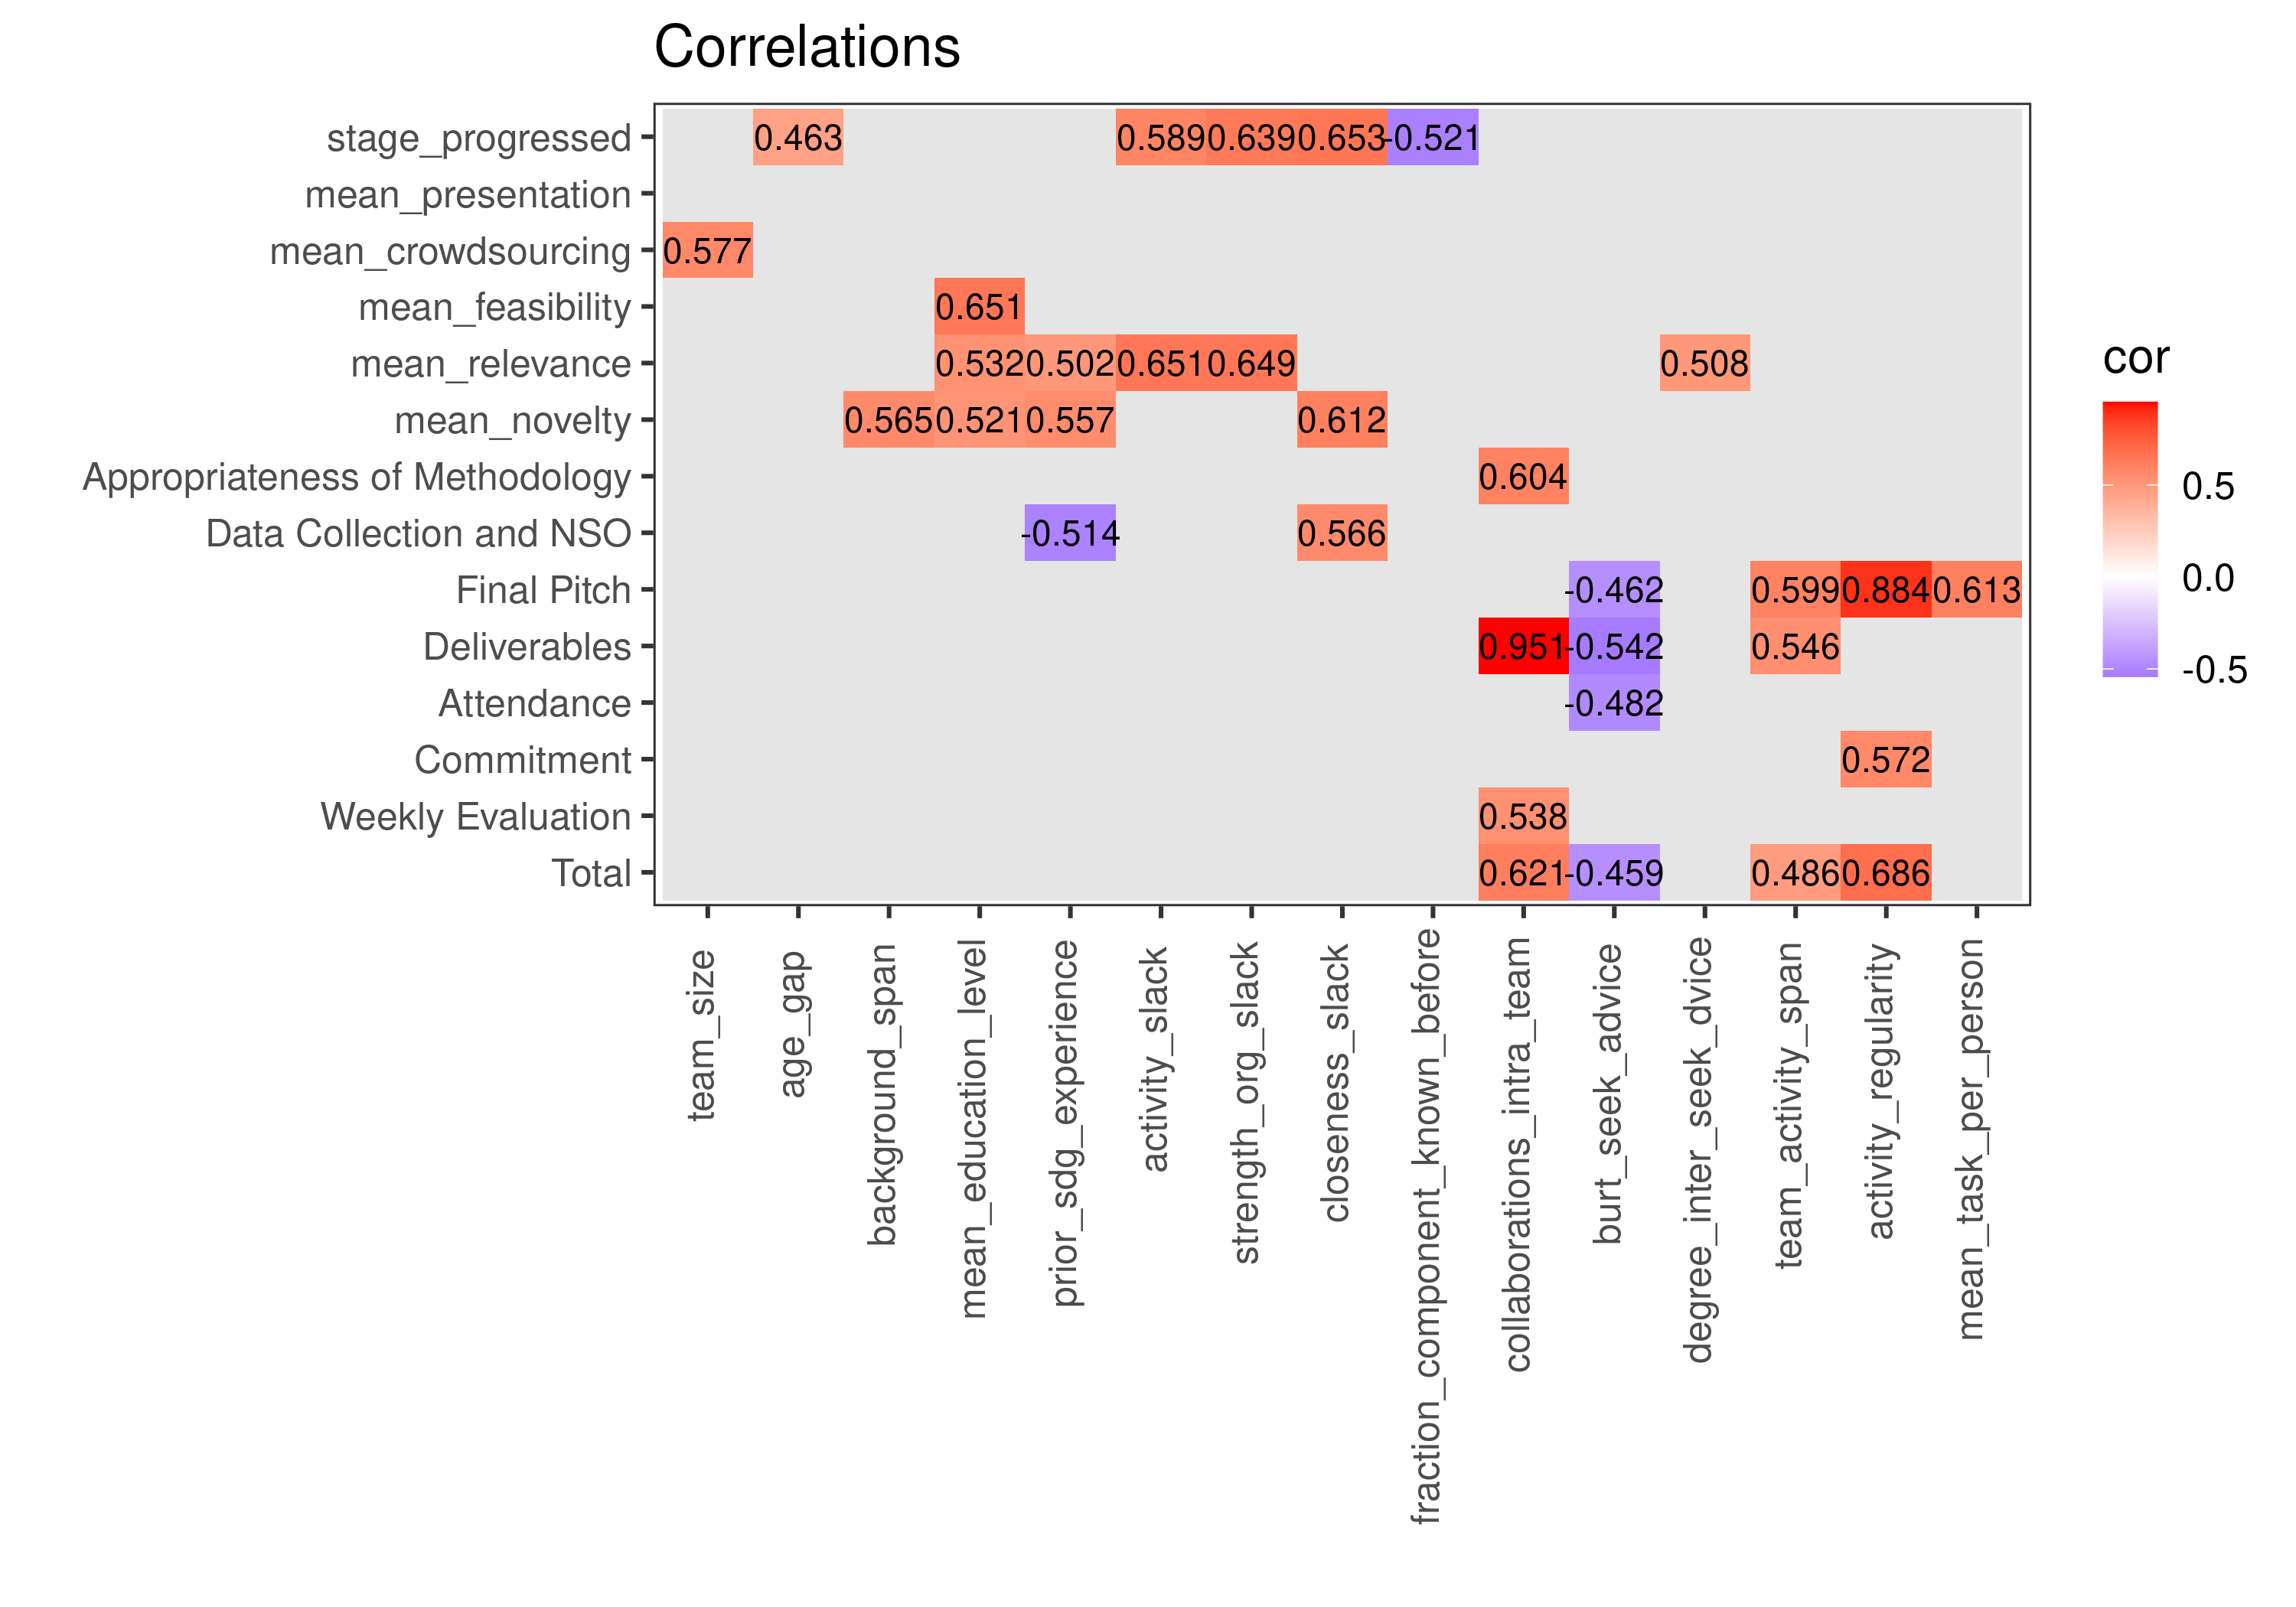 Correlations
stage_progressed 0.463 0.589 0.639 0.653 -0.521
mean_presentation
mean_crowdsourcing 0.577
mean_feasibility 0.651
mean_relevance 0.532 0.502 0.651 0.649 0.508
mean_novelty 0.565 0.521 0.557 0.612
Appropriateness of Methodology 0.604
Data Collection and NSO -0.514 0.566
Final Pitch -0.462 0.599 0.884 0.613
Deliverables 0.951 -0.542 0.546
Attendance -0.482
Commitment 0.572
Weekly Evaluation 0.538
Total 0.621 -0.459 0.486 0.686
team_size
age_gap
background_span
mean_education_level
prior_sdg_experience
activity_slack
strength_org_slack
closeness_slack
fraction_component_known_before
collaborations_intra_team
burt_seek_advice
degree_inter_seek_dvice
team_activity_span
activity_regularity
mean_task_per_person
cor
0.5
0.0
-0.5